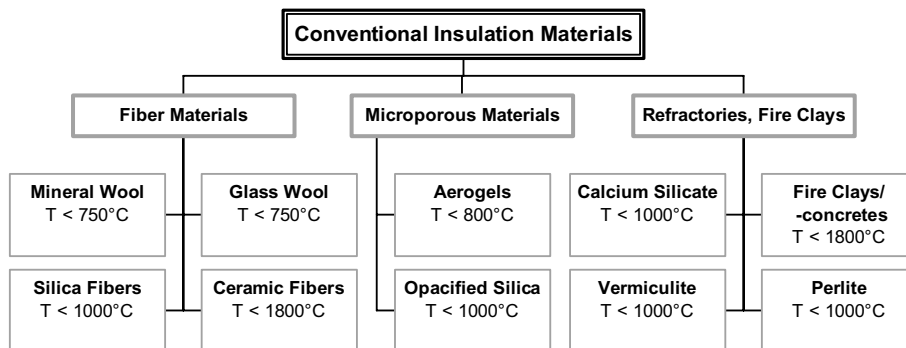 Conventional Insulation Materials
Fiber Materials
Microporous Materials
Refractories, Fire Clays
Mineral Wool
T < 750°C
Glass Wool
T < 750°C
Aerogels
T < 800°C
Calcium Silicate
T < 1000°C
Fire Clays/
-concretes
T < 1800°C
Silica Fibers
T < 1000°C
Ceramic Fibers
T < 1800°C
Opacified Silica
T < 1000°C
Vermiculite
T < 1000°C
Perlite
T < 1000°C